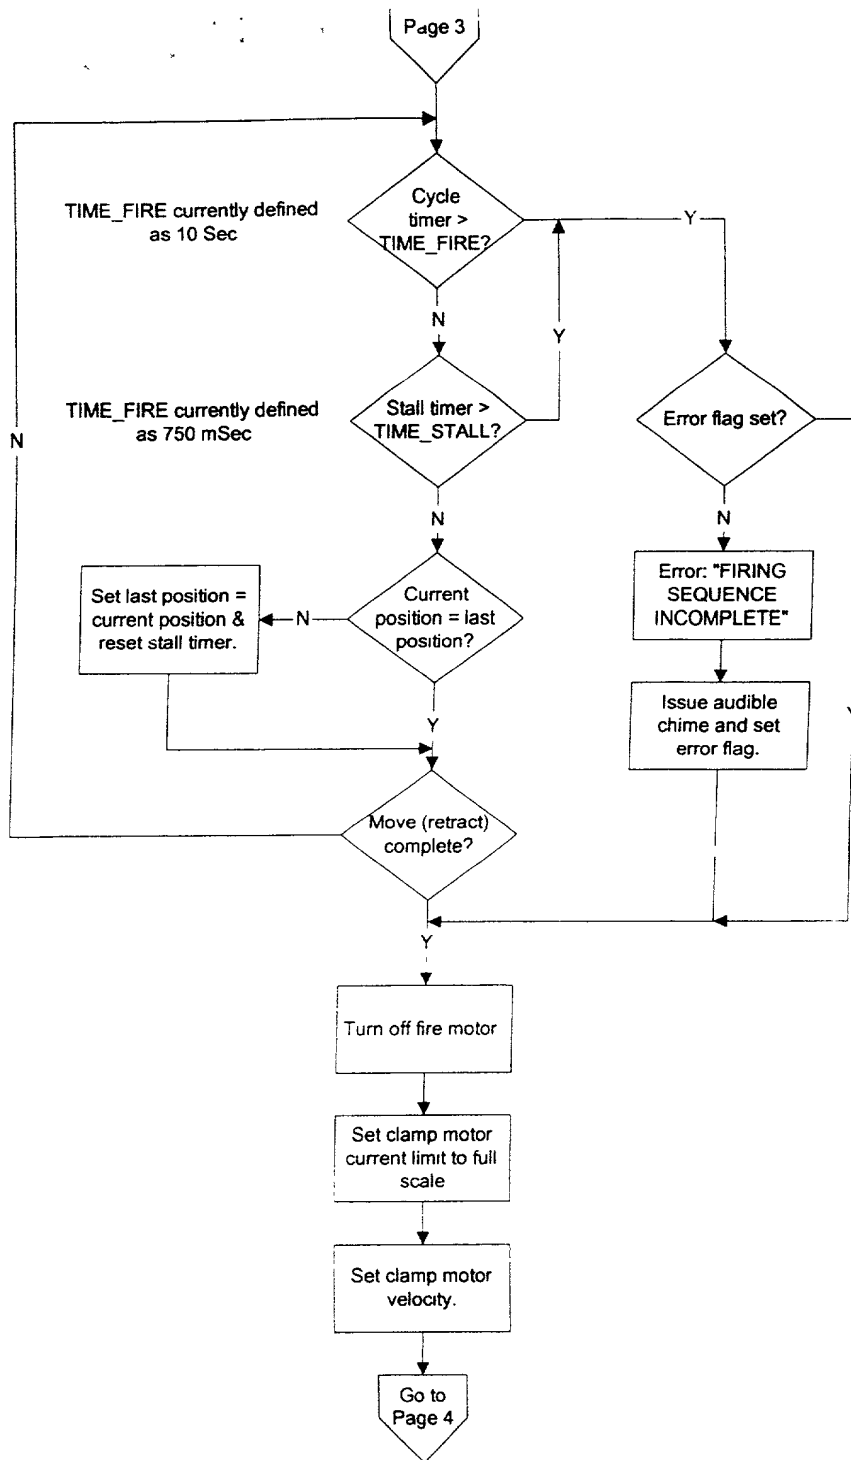 Page 3
Cycle
timer >
TIME_FIRE?
TIME_FIRE currently defined
as 10 Sec
Y
N
Y
Stall timer >
TIME_STALL?
TIME_FIRE currently defined
as 750 mSec
Error flag set?
N
N
N
Error: "FIRING
SEQUENCE
INCOMPLETE"
Current
position = last
position?
N
Set last position =
current position &
reset stall timer.
Issue audible
chime and set
error flag.
Y
Y
Move (retract)
complete?
Y
Turn off fire motor
Set clamp motor
current limit to full
scale
Set clamp motor
velocity.
Go to
Page 4